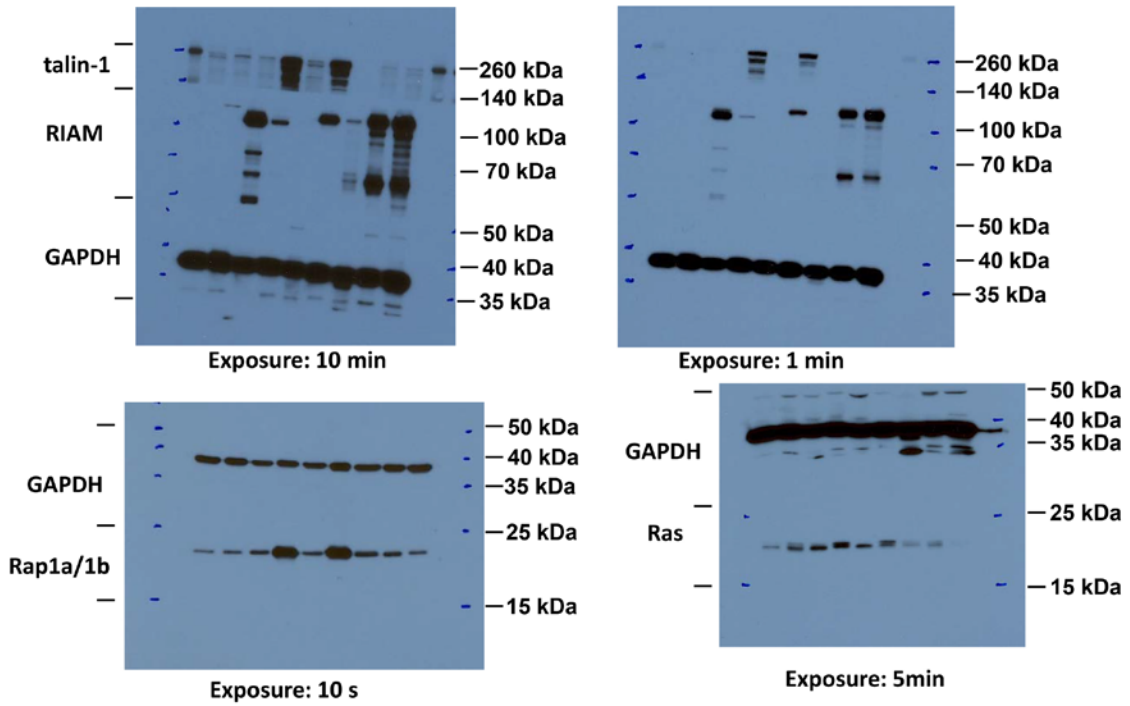 talin-1
RIAM
GAPDH
260 kDa
140 kDa
100 kDa
70 kDa
50 kDa
40 kDa
35 kDa
Exposure: 10 min
260 kDa
140 kDa
100 kDa
70 kDa
50 kDa
40 kDa
35 kDa
Exposure: 1 min
GAPDH
Rap1a/1b
50 kDa
40 kDa
35 kDa
25 kDa
15 kDa
Exposure: 10 s
GAPDH
Ras
50 kDa
40 kDa
35 kDa
25 kDa
15 kDa
Exposure: 5min